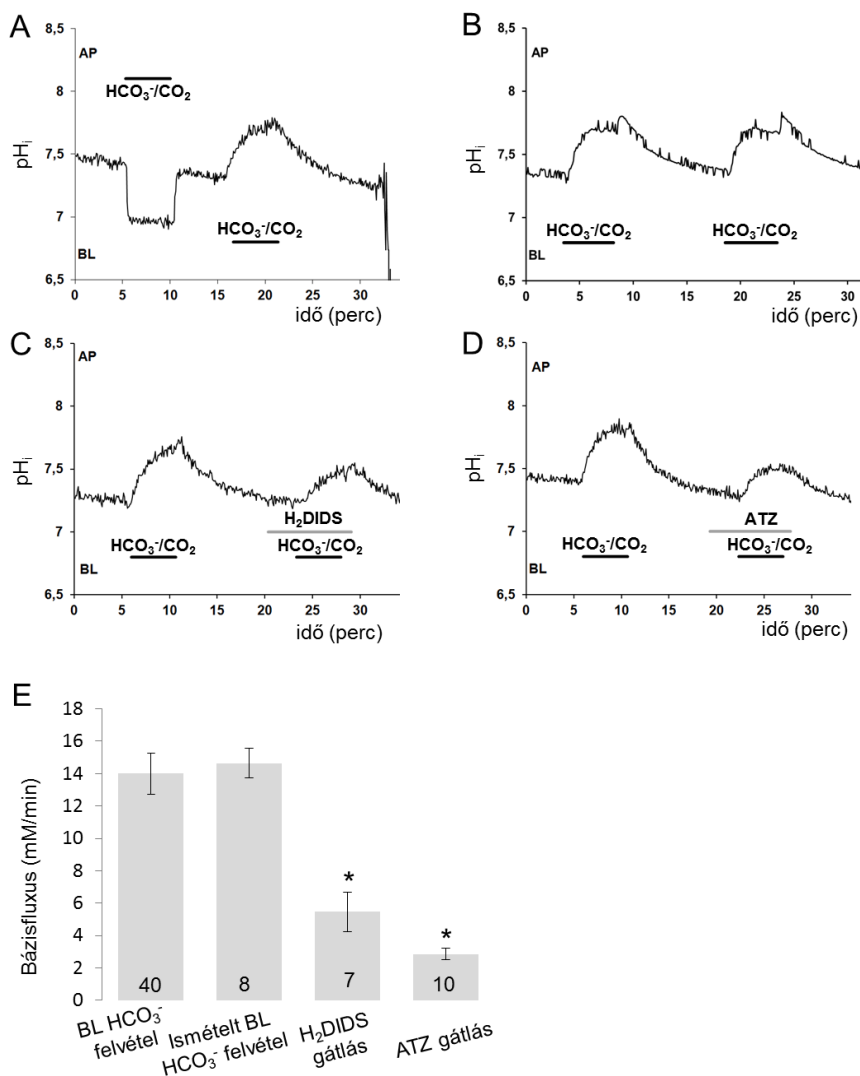 A
8,5
AP
8
HCO₃⁻/CO₂
pHᵢ
7,5
7
HCO₃⁻/CO₂
BL
6,5
0 5 10 15 20 25 30
idő (perc)
B
8,5
AP
8
pHᵢ
7,5
7
HCO₃⁻/CO₂ HCO₃⁻/CO₂
BL
6,5
0 5 10 15 20 25 30
idő (perc)
C
8,5
AP
8
pHᵢ
7,5
7
H₂DIDS
HCO₃⁻/CO₂ HCO₃⁻/CO₂
BL
6,5
0 5 10 15 20 25 30
idő (perc)
D
8,5
AP
8
pHᵢ
7,5
7
ATZ
HCO₃⁻/CO₂ HCO₃⁻/CO₂
BL
6,5
0 5 10 15 20 25 30
idő (perc)
E
Bázisfluxus (mM/min)
18
16
14
12
10
8
6
4
2
0
* *
40 8 7 10
BL HCO₃⁻
felvétel
Ismételt BL
HCO₃⁻ felvétel
H₂DIDS
gátlás
ATZ gátlás